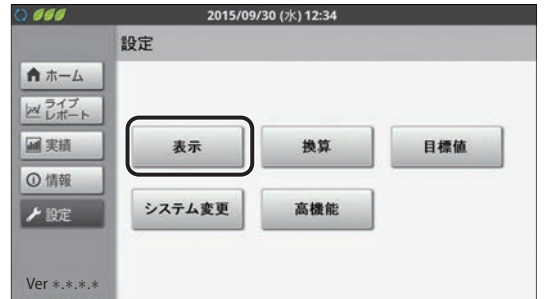 2015/09/30 (水) 12:34
設定
ホーム
ライブ
レポート
実績
情報
設定
表示
換算
目標値
システム変更
高機能
Ver *.*.*.*